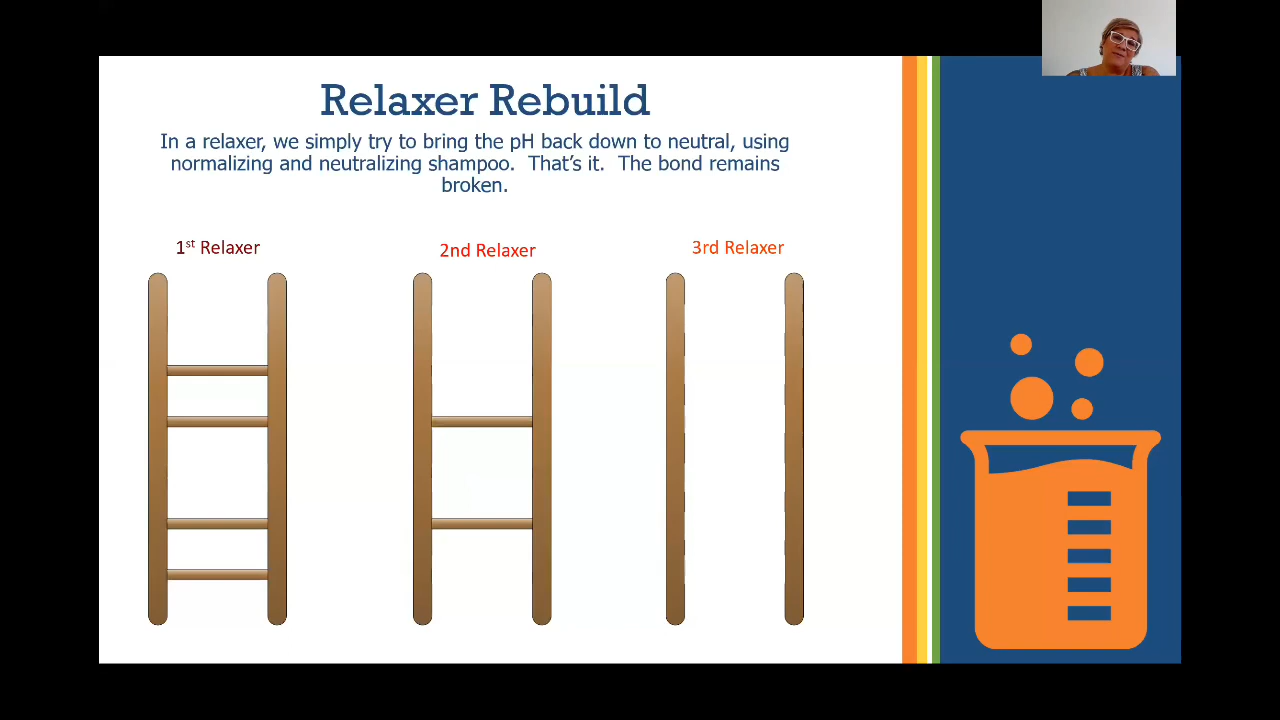 Relaxer Rebuild
In a relaxer, we simply try to bring the pH back down to neutral, using
normalizing and neutralizing shampoo.  That’s it.  The bond remains
broken.
1st Relaxer
2nd Relaxer
3rd Relaxer